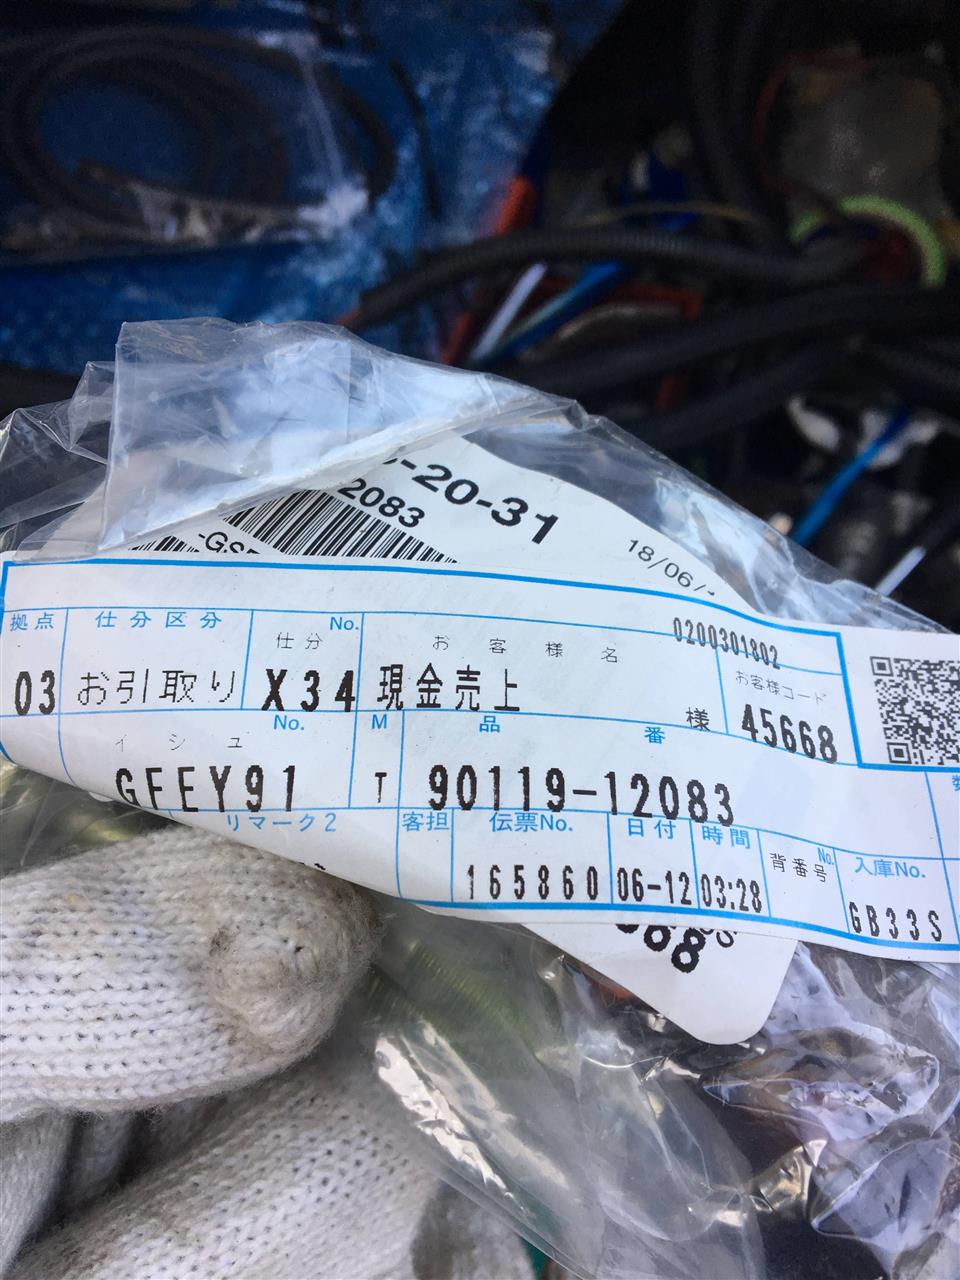 -20-31
2083
18/06/
-GS
0200301802
拠点 仕分区分 No. 仕分 お客様名 お客様コード
03 お引取り X34 現金売上 様 45668
イシュ No. M 品番
GFEY91 T 90119-12083
リマーク2 客担 伝票No. 日付 時間 背番号 No. 入庫No.
165860 06-12 03:28 GB33S
68